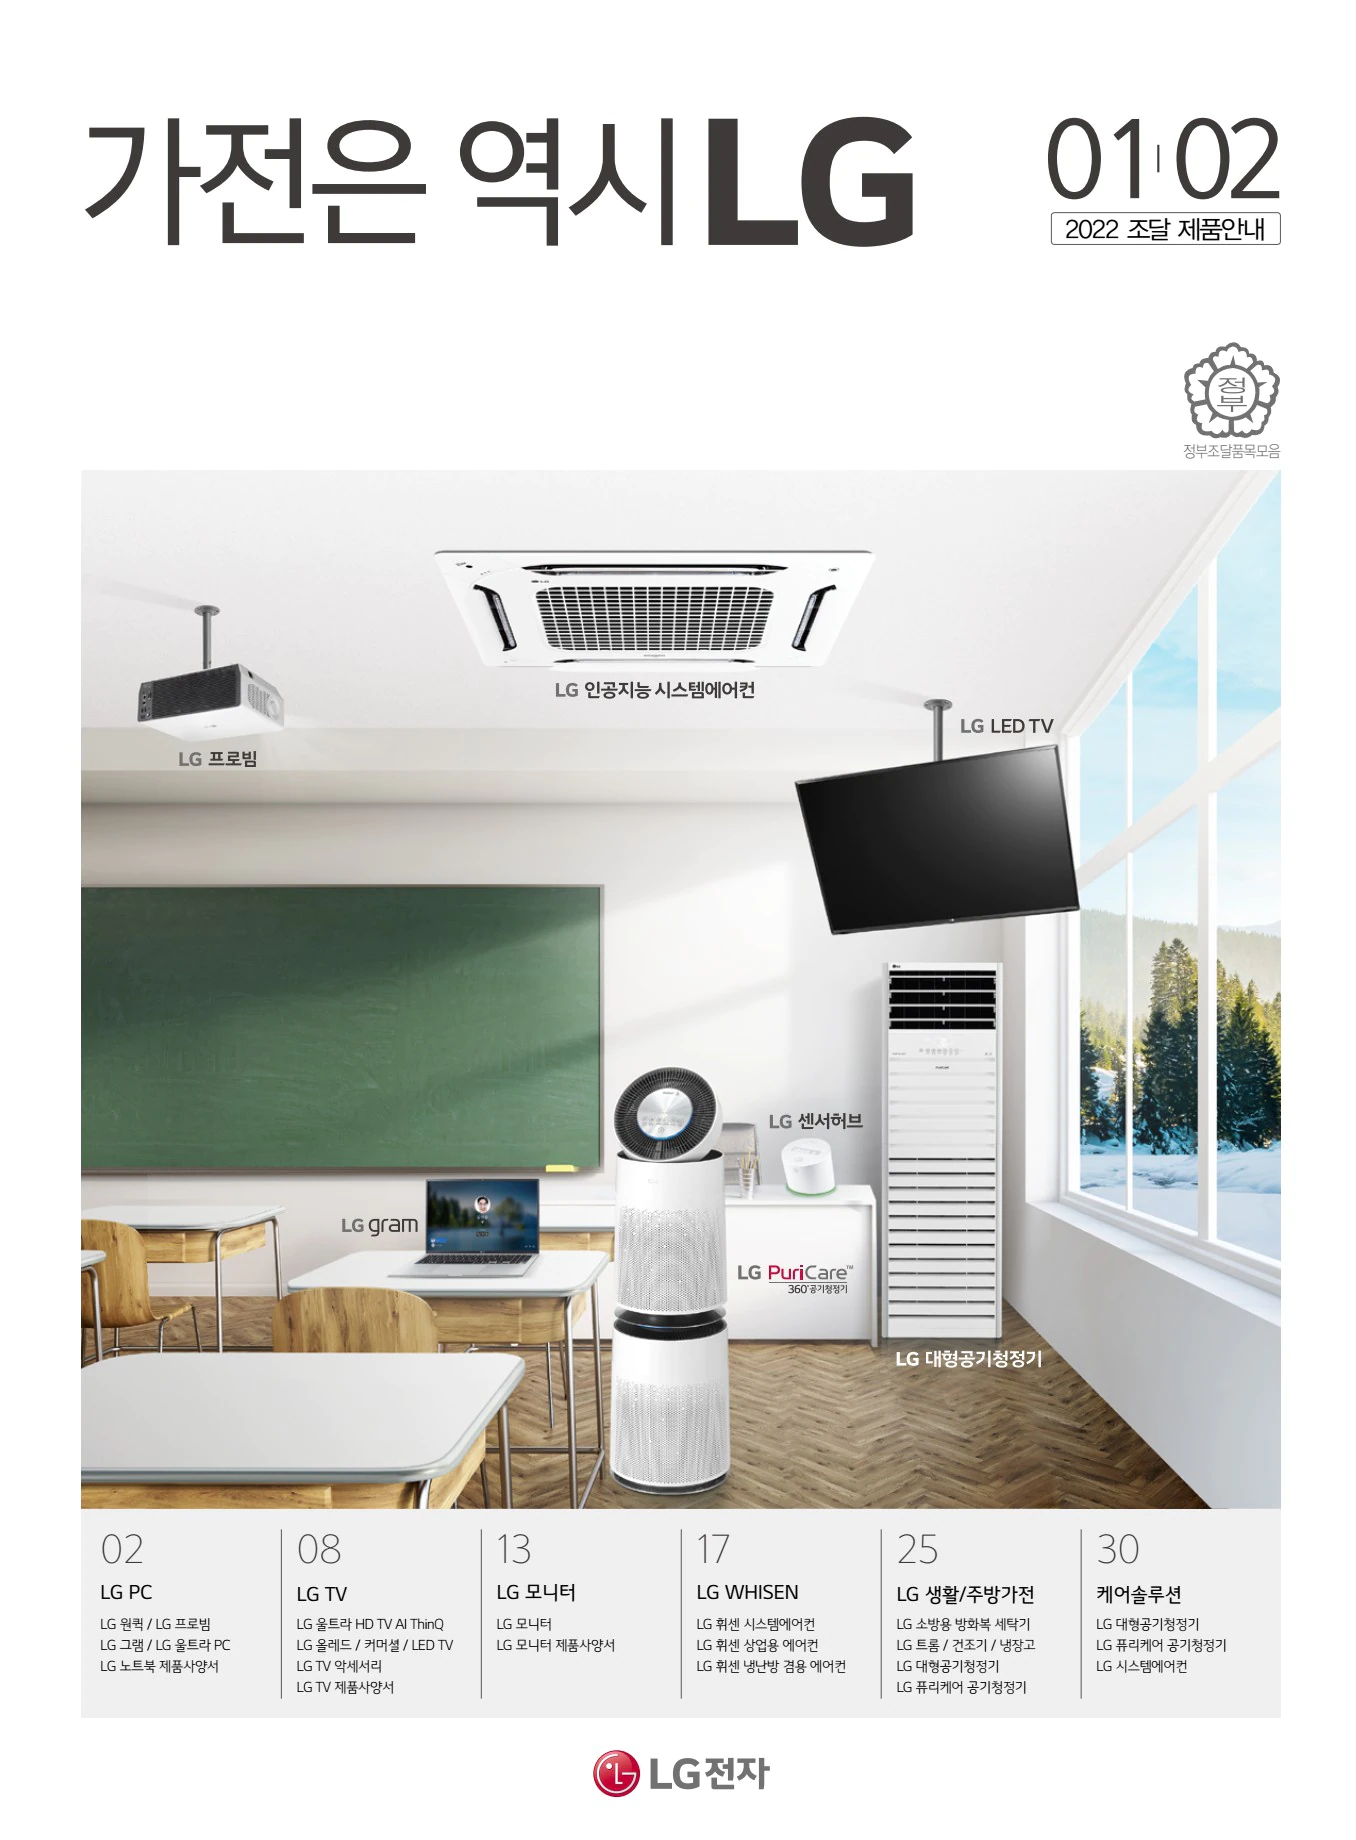 가전은 역시 LG
01 | 02
2022 조달 제품안내
정부
정부조달품목모음
LG 인공지능 시스템에어컨
LG LED TV
LG 프로빔
LG 센서허브
LG gram
LG PuriCare™
360°공기청정기
LG 대형공기청정기
02
LG PC
LG 원퀵 / LG 프로빔
LG 그램 / LG 울트라 PC
LG 노트북 제품사양서
08
LG TV
LG 울트라 HD TV AI ThinQ
LG 올레드 / 커머셜 / LED TV
LG TV 악세서리
LG TV 제품사양서
13
LG 모니터
LG 모니터
LG 모니터 제품사양서
17
LG WHISEN
LG 휘센 시스템에어컨
LG 휘센 상업용 에어컨
LG 휘센 냉난방 겸용 에어컨
25
LG 생활/주방가전
LG 소방용 방화복 세탁기
LG 트롬 / 건조기 / 냉장고
LG 대형공기청정기
LG 퓨리케어 공기청정기
30
케어솔루션
LG 대형공기청정기
LG 퓨리케어 공기청정기
LG 시스템에어컨
LG전자